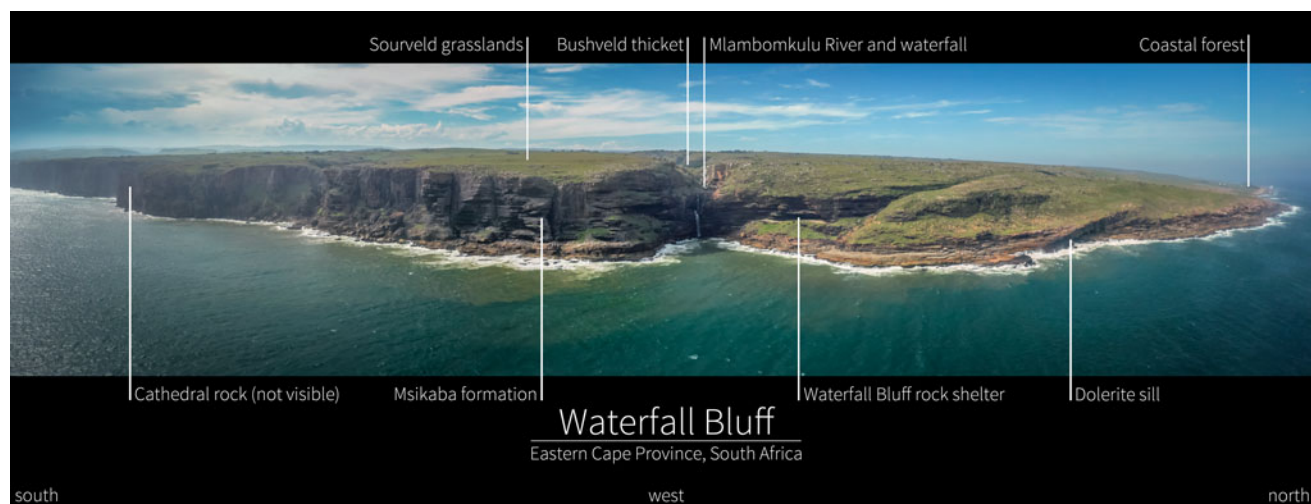 Sourveld grasslands
Bushveld thicket
Mlambomkulu River and waterfall
Coastal forest
Cathedral rock (not visible)
Msikaba formation
Waterfall Bluff rock shelter
Dolerite sill
Waterfall Bluff
Eastern Cape Province, South Africa
south
west
north